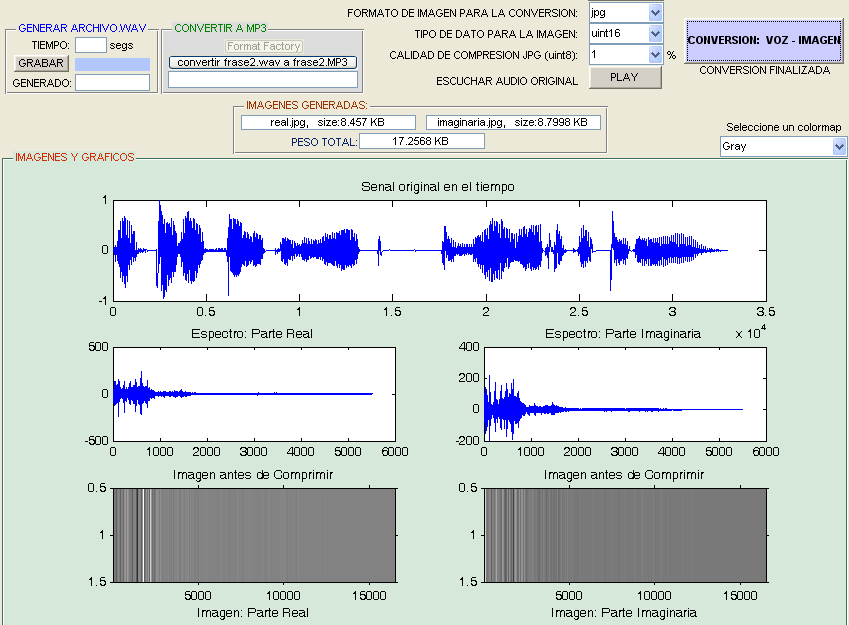 GENERAR ARCHIVO.WAV
TIEMPO: segs
GRABAR
GENERADO:
CONVERTIR A MP3
Format Factory
convertir frase2.wav a frase2.MP3
FORMATO DE IMAGEN PARA LA CONVERSION: jpg
TIPO DE DATO PARA LA IMAGEN: uint16
CALIDAD DE COMPRESION JPG (uint8): 1 %
ESCUCHAR AUDIO ORIGINAL PLAY
CONVERSION: VOZ - IMAGEN
CONVERSION FINALIZADA
IMAGENES GENERADAS:
real.jpg, size:8.457 KB imaginaria.jpg, size:8.7998 KB
PESO TOTAL: 17.2568 KB
Seleccione un colormap
Gray
IMAGENES Y GRAFICOS
Senal original en el tiempo
1
0
-1
0 0.5 1 1.5 2 2.5 3 3.5
x 10^4
Espectro: Parte Real
500
0
-500
0 1000 2000 3000 4000 5000 6000
Espectro: Parte Imaginaria
400
200
0
-200
0 1000 2000 3000 4000 5000 6000
Imagen antes de Comprimir
0.5
1
1.5
5000 10000 15000
Imagen: Parte Real
Imagen antes de Comprimir
0.5
1
1.5
5000 10000 15000
Imagen: Parte Imaginaria